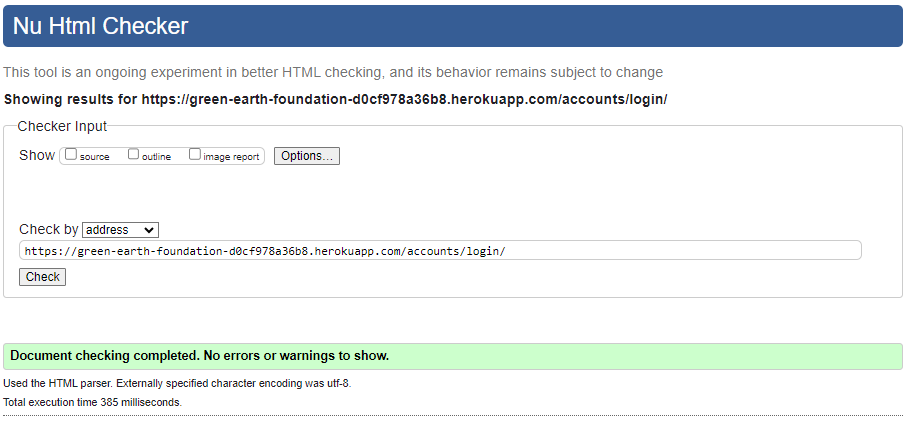 Nu Html Checker
This tool is an ongoing experiment in better HTML checking, and its behavior remains subject to change
Showing results for https://green-earth-foundation-d0cf978a36b8.herokuapp.com/accounts/login/
Checker Input
Show source outline image report Options...
Check by address
https://green-earth-foundation-d0cf978a36b8.herokuapp.com/accounts/login/
Check
Document checking completed. No errors or warnings to show.
Used the HTML parser. Externally specified character encoding was utf-8.
Total execution time 385 milliseconds.